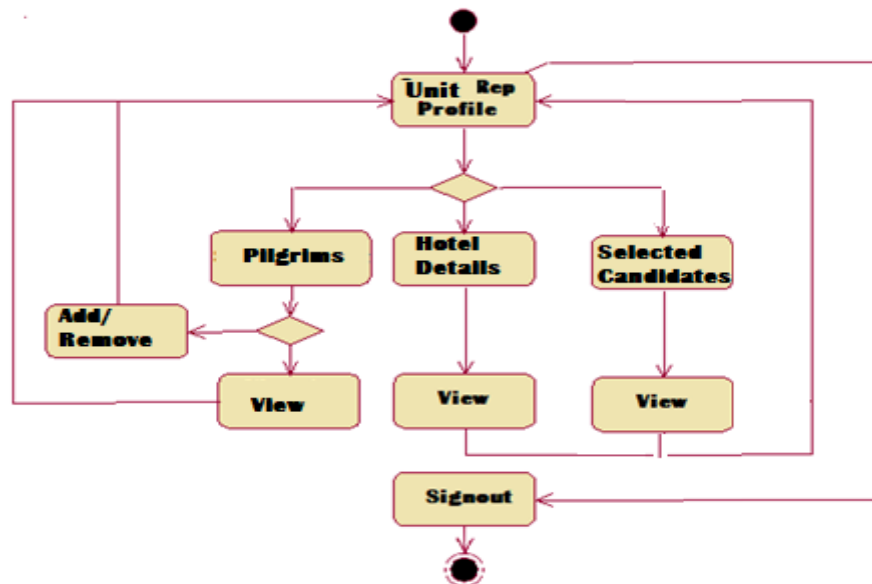 Unit Rep
Profile
Pilgrims
Hotel
Details
Selected
Candidates
Add/
Remove
View
View
View
Signout